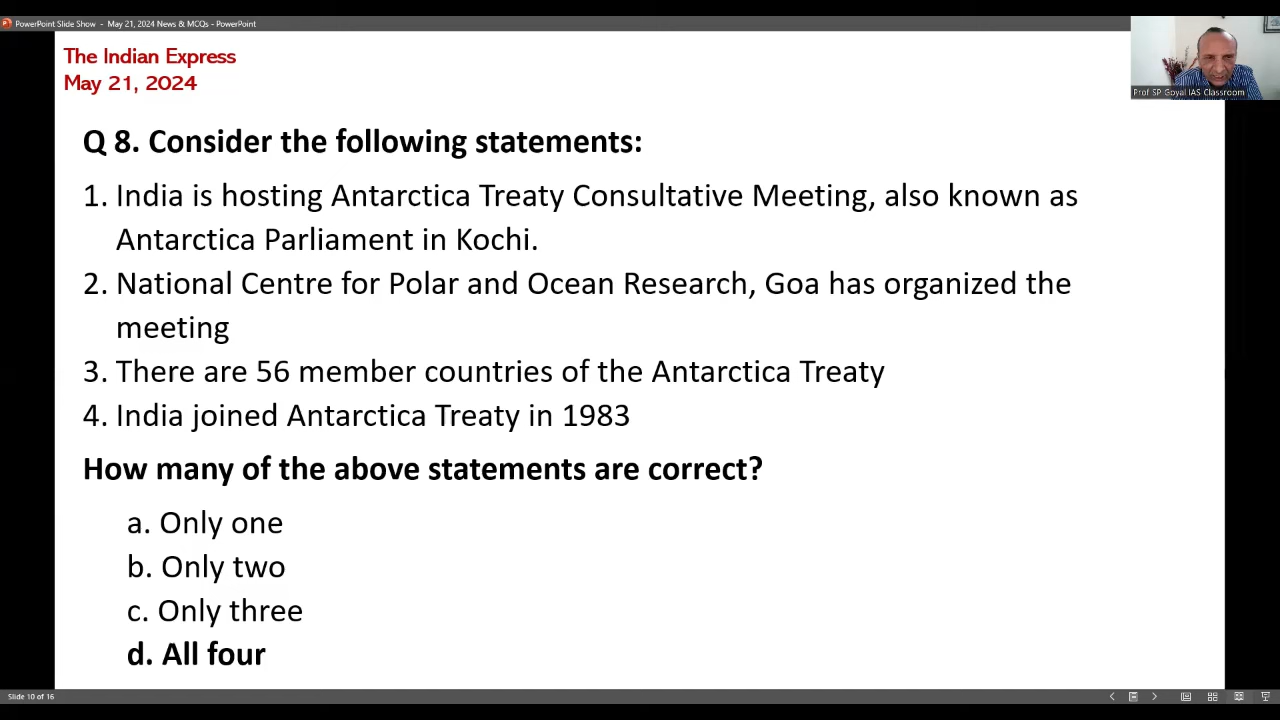 PowerPoint Slide Show - May 21, 2024 News & MCQs - PowerPoint
The Indian Express
May 21, 2024
Prof SP Goyal IAS Classroom
Q 8. Consider the following statements:
1. India is hosting Antarctica Treaty Consultative Meeting, also known as
Antarctica Parliament in Kochi.
2. National Centre for Polar and Ocean Research, Goa has organized the
meeting
3. There are 56 member countries of the Antarctica Treaty
4. India joined Antarctica Treaty in 1983
How many of the above statements are correct?
a. Only one
b. Only two
c. Only three
d. All four
Slide 10 of 16